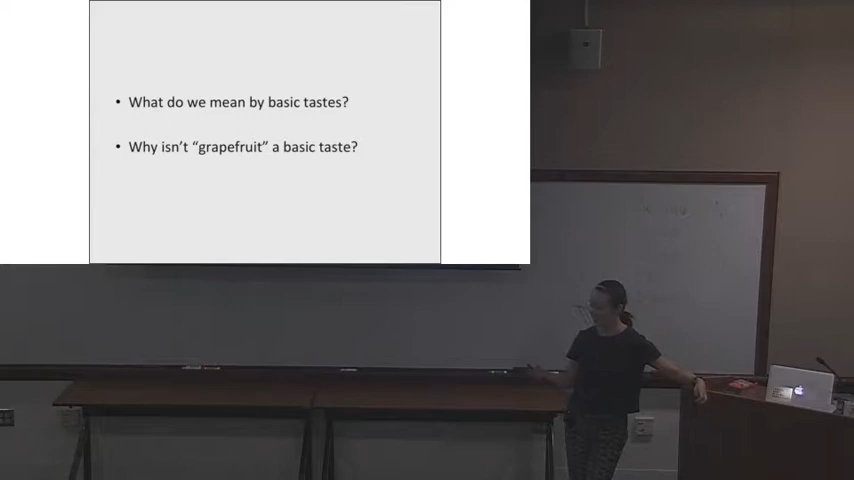 • What do we mean by basic tastes?
• Why isn't “grapefruit” a basic taste?